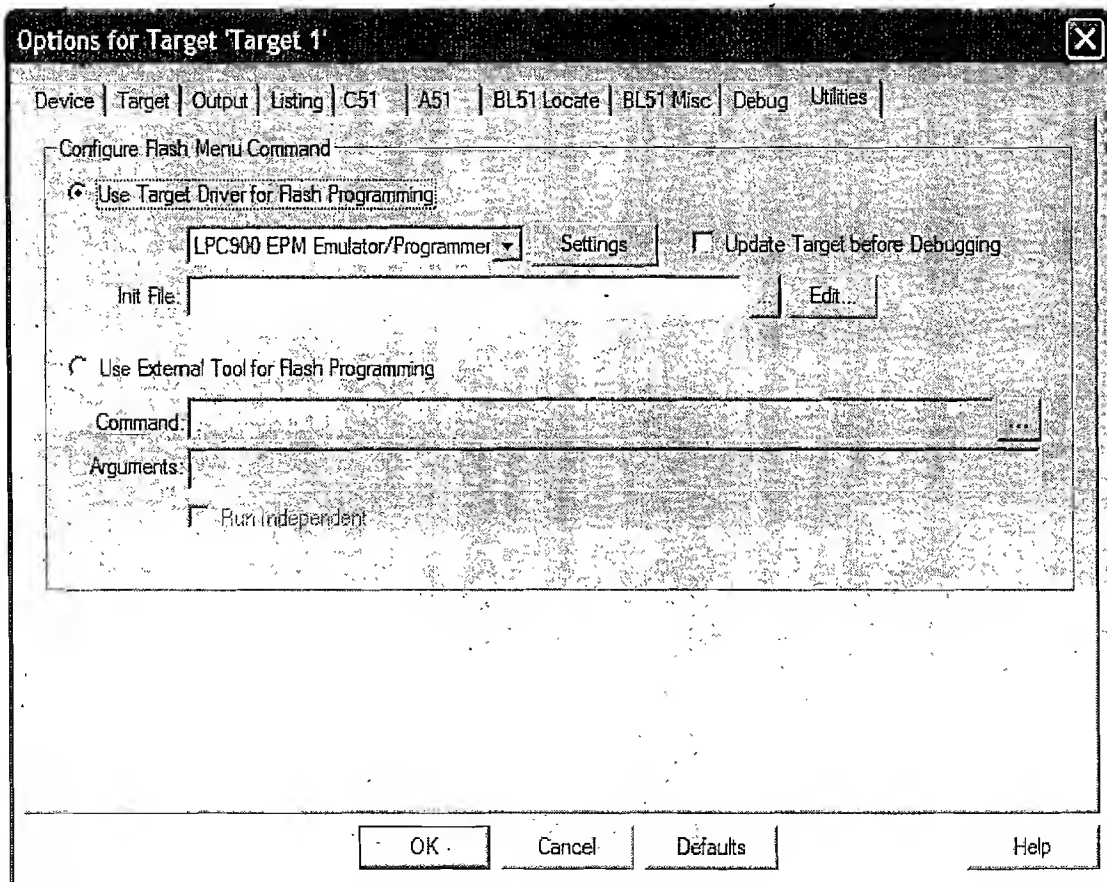 Options for Target 'Target 1'
Device Target Output Listing C51 A51 BL51 Locate BL51 Misc Debug Utilities
Configure Flash Menu Command
Use Target Driver for Flash Programming
LPC900 EPM Emulator/Programmer Settings Update Target before Debugging
Init File: ... Edit...
Use External Tool for Flash Programming
Command: ...
Arguments:
Run Independent
OK Cancel Defaults Help